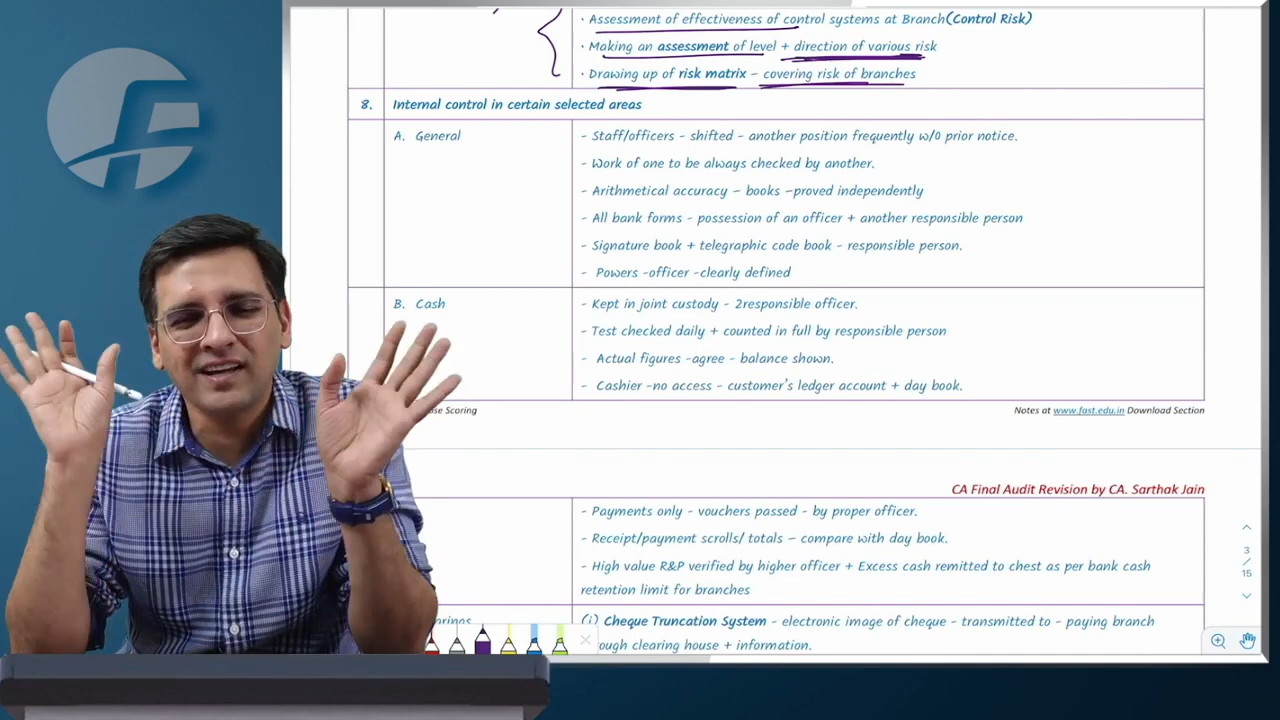 · Assessment of effectiveness of control systems at Branch(Control Risk)
· Making an assessment of level + direction of various risk
· Drawing up of risk matrix – covering risk of branches
8. Internal control in certain selected areas
A. General
- Staff/officers - shifted - another position frequently w/0 prior notice.
- Work of one to be always checked by another.
- Arithmetical accuracy – books –proved independently
- All bank forms - possession of an officer + another responsible person
- Signature book + telegraphic code book - responsible person.
- Powers -officer -clearly defined
B. Cash
- Kept in joint custody - 2responsible officer.
- Test checked daily + counted in full by responsible person
- Actual figures -agree - balance shown.
- Cashier -no access - customer's ledger account + day book.
Scoring
Notes at www.fast.edu.in Download Section
CA Final Audit Revision by CA. Sarthak Jain
- Payments only - vouchers passed - by proper officer.
- Receipt/payment scrolls/ totals – compare with day book.
- High value R&P verified by higher officer + Excess cash remitted to chest as per bank cash
retention limit for branches
(i) Cheque Truncation System - electronic image of cheque - transmitted to - paying branch
clearing house + information.
3
/
15